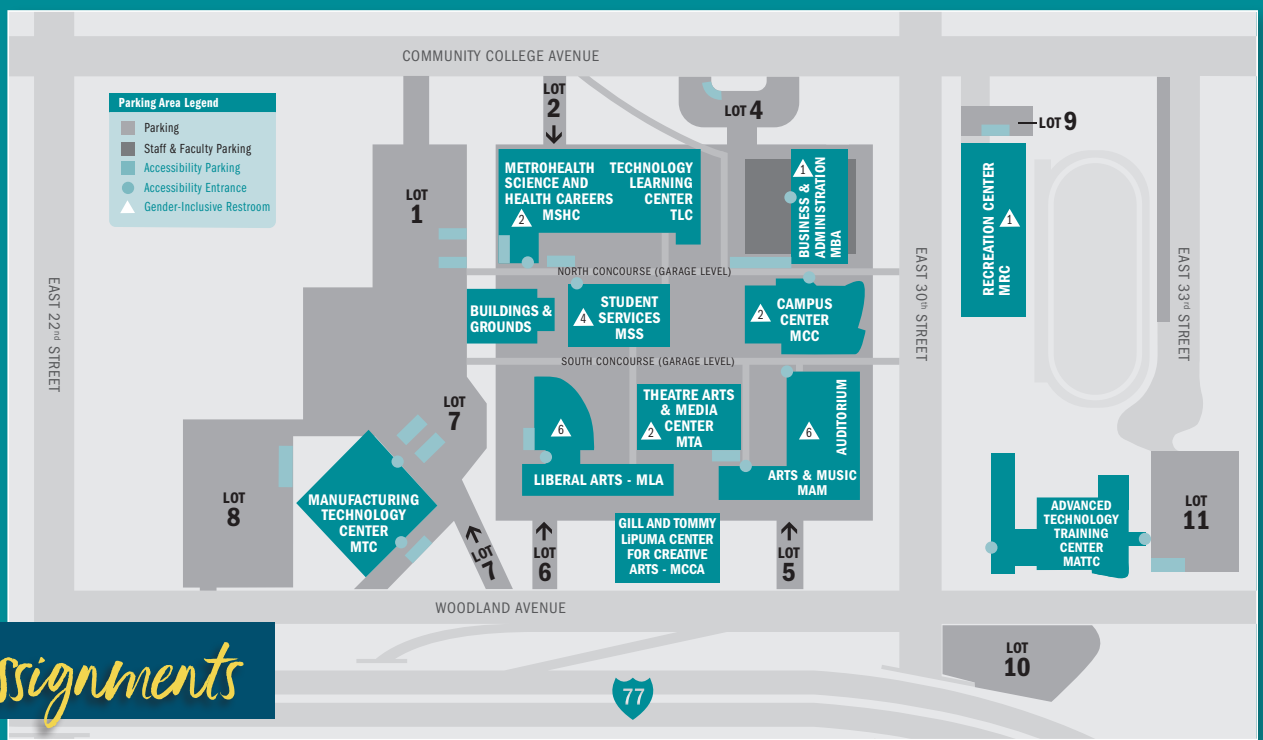 COMMUNITY COLLEGE AVENUE
Parking Area Legend
Parking
Staff & Faculty Parking
Accessibility Parking
Accessibility Entrance
Gender-Inclusive Restroom
LOT
2
LOT 4
LOT 9
METROHEALTH
SCIENCE AND
HEALTH CAREERS
MSHC
2
TECHNOLOGY
LEARNING
CENTER
TLC
1
BUSINESS &
ADMINISTRATION
MBA
LOT
1
RECREATION CENTER
MRC
1
EAST 22nd STREET
EAST 30th STREET
EAST 33rd STREET
NORTH CONCOURSE (GARAGE LEVEL)
BUILDINGS &
GROUNDS
4
STUDENT
SERVICES
MSS
2
CAMPUS
CENTER
MCC
SOUTH CONCOURSE (GARAGE LEVEL)
LOT
7
6
THEATRE ARTS
& MEDIA
CENTER
MTA
2
6
AUDITORIUM
LIBERAL ARTS - MLA
ARTS & MUSIC
MAM
LOT
8
MANUFACTURING
TECHNOLOGY
CENTER
MTC
LOT
7
LOT
6
GILL AND TOMMY
LiPUMA CENTER
FOR CREATIVE
ARTS - MCCA
LOT
5
ADVANCED
TECHNOLOGY
TRAINING
CENTER
MATTC
LOT
11
WOODLAND AVENUE
LOT
10
ssignments
77